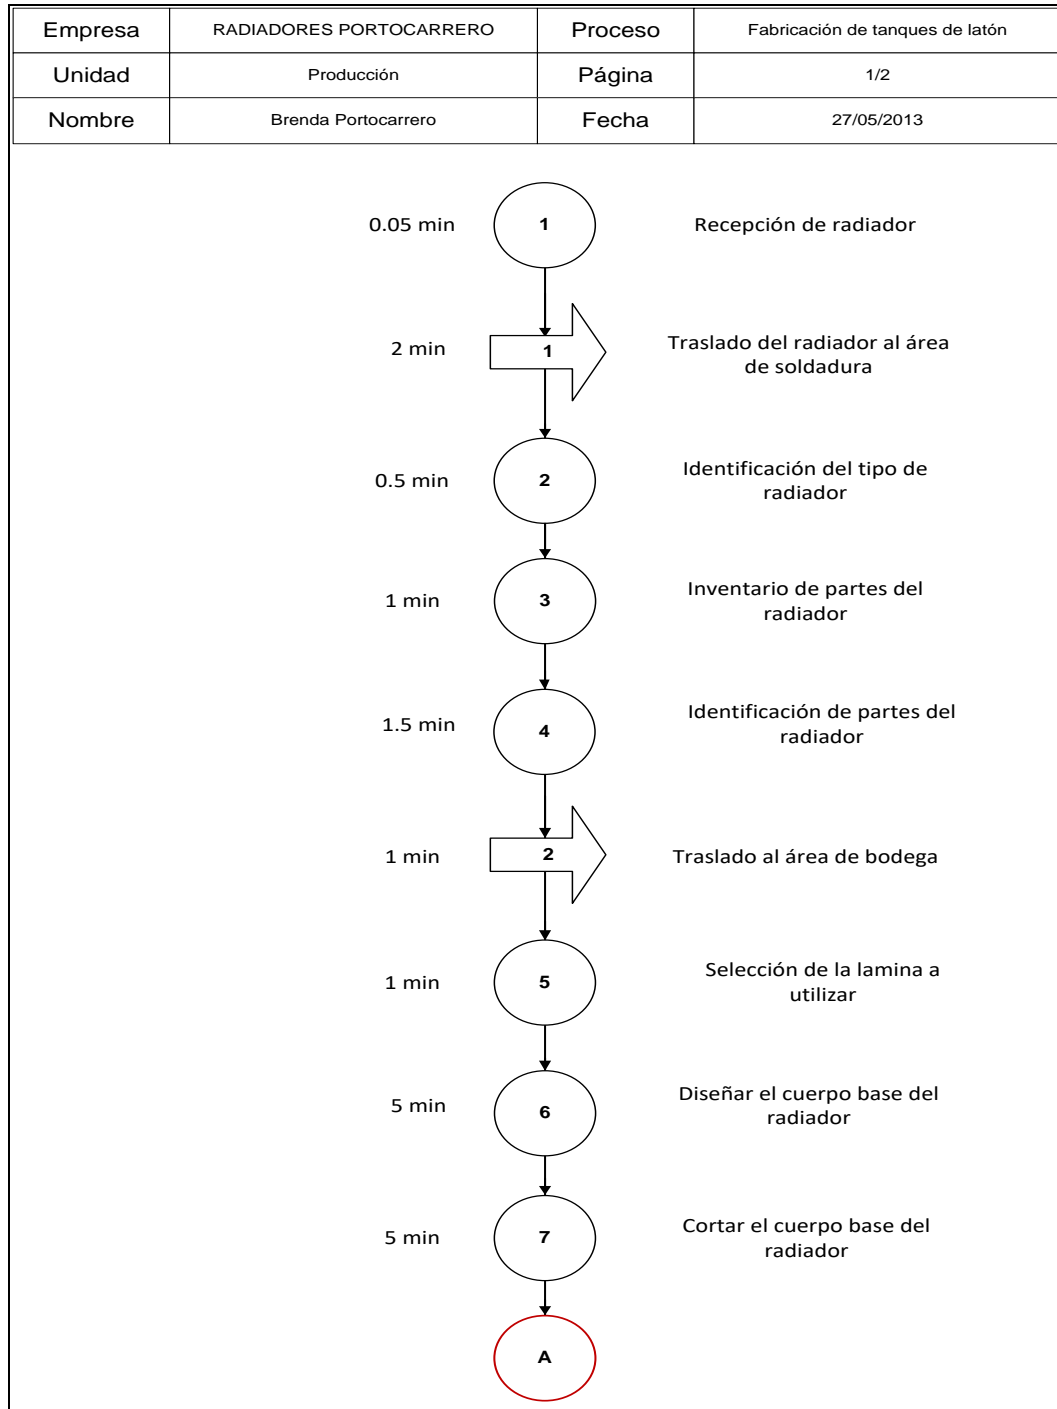 Empresa RADIADORES PORTOCARRERO Proceso Fabricación de tanques de latón
Unidad Producción Página 1/2
Nombre Brenda Portocarrero Fecha 27/05/2013
0.05 min 1 Recepción de radiador
2 min 1 Traslado del radiador al área
de soldadura
0.5 min 2 Identificación del tipo de
radiador
1 min 3 Inventario de partes del
radiador
1.5 min 4 Identificación de partes del
radiador
1 min 2 Traslado al área de bodega
1 min 5 Selección de la lamina a
utilizar
5 min 6 Diseñar el cuerpo base del
radiador
5 min 7 Cortar el cuerpo base del
radiador
A